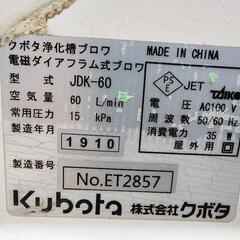 クボタ浄化槽ブロワ
電磁ダイアフラム式ブロワ
型式 JDK-60
空気量 60 L/min
常用圧力 15 kPa
製造年月
1910
製造番号
No.ET2857
MADE IN CHINA
PS E JET TAIKO
電圧 AC100 V
周波数 50/60 Hz
消費電力 35 W
屋外用
Kubota 株式会社クボタ